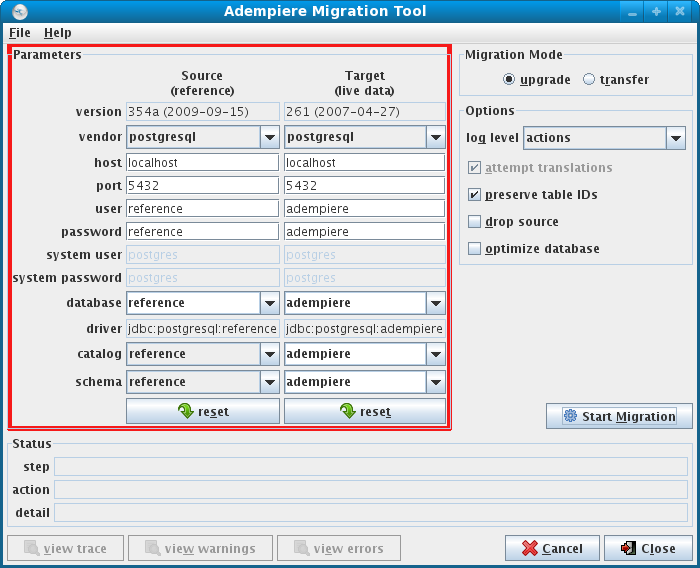 Adempiere Migration Tool
File Help
Parameters
Source (reference)
Target (live data)
version 354a (2009-09-15) 261 (2007-04-27)
vendor postgresql postgresql
host localhost localhost
port 5432 5432
user reference adempiere
password reference adempiere
system user postgres postgres
system password postgres postgres
database reference adempiere
driver jdbc:postgresql:reference jdbc:postgresql:adempiere
catalog reference adempiere
schema reference adempiere
reset reset
Migration Mode
upgrade transfer
Options
log level actions
attempt translations
preserve table IDs
drop source
optimize database
Start Migration
Status
step
action
detail
view trace view warnings view errors Cancel Close